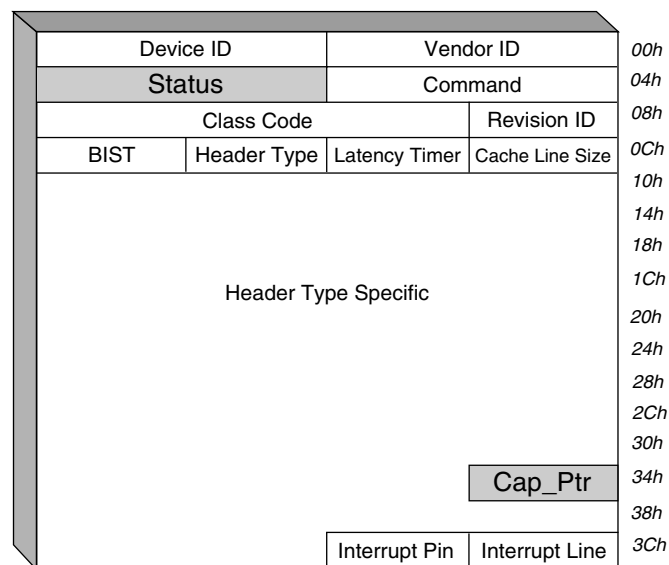 Device ID Vendor ID 00h
Status Command 04h
Class Code Revision ID 08h
BIST Header Type Latency Timer Cache Line Size 0Ch
10h
14h
18h
Header Type Specific 1Ch
20h
24h
28h
2Ch
30h
Cap_Ptr 34h
38h
Interrupt Pin Interrupt Line 3Ch